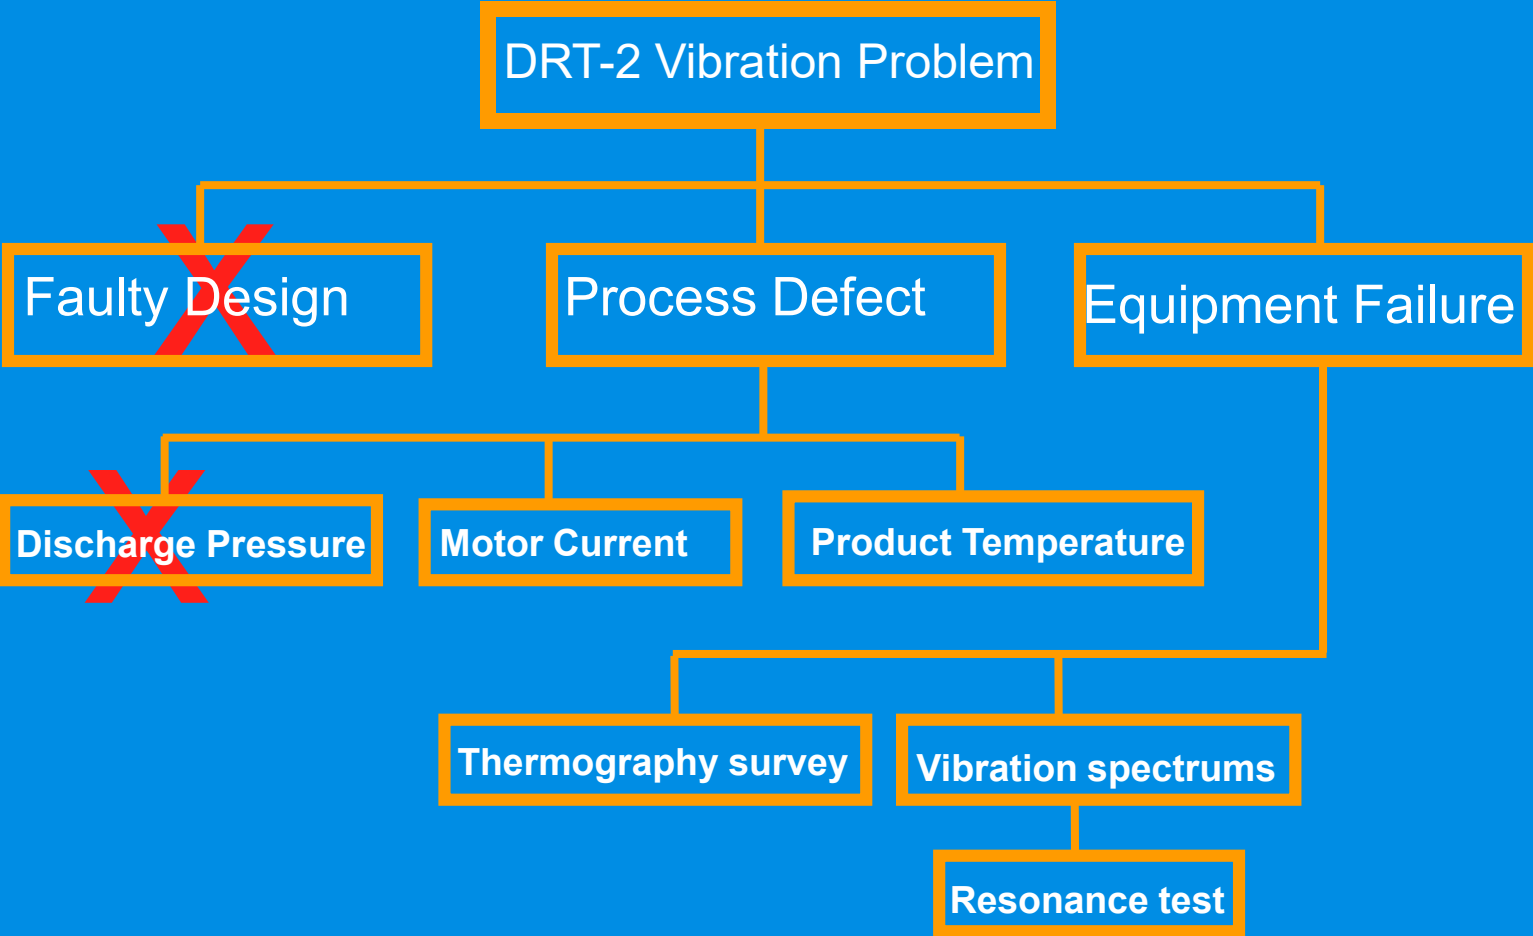 DRT-2 Vibration Problem
Faulty Design
Process Defect
Equipment Failure
Discharge Pressure
Motor Current
Product Temperature
Thermography survey
Vibration spectrums
Resonance test